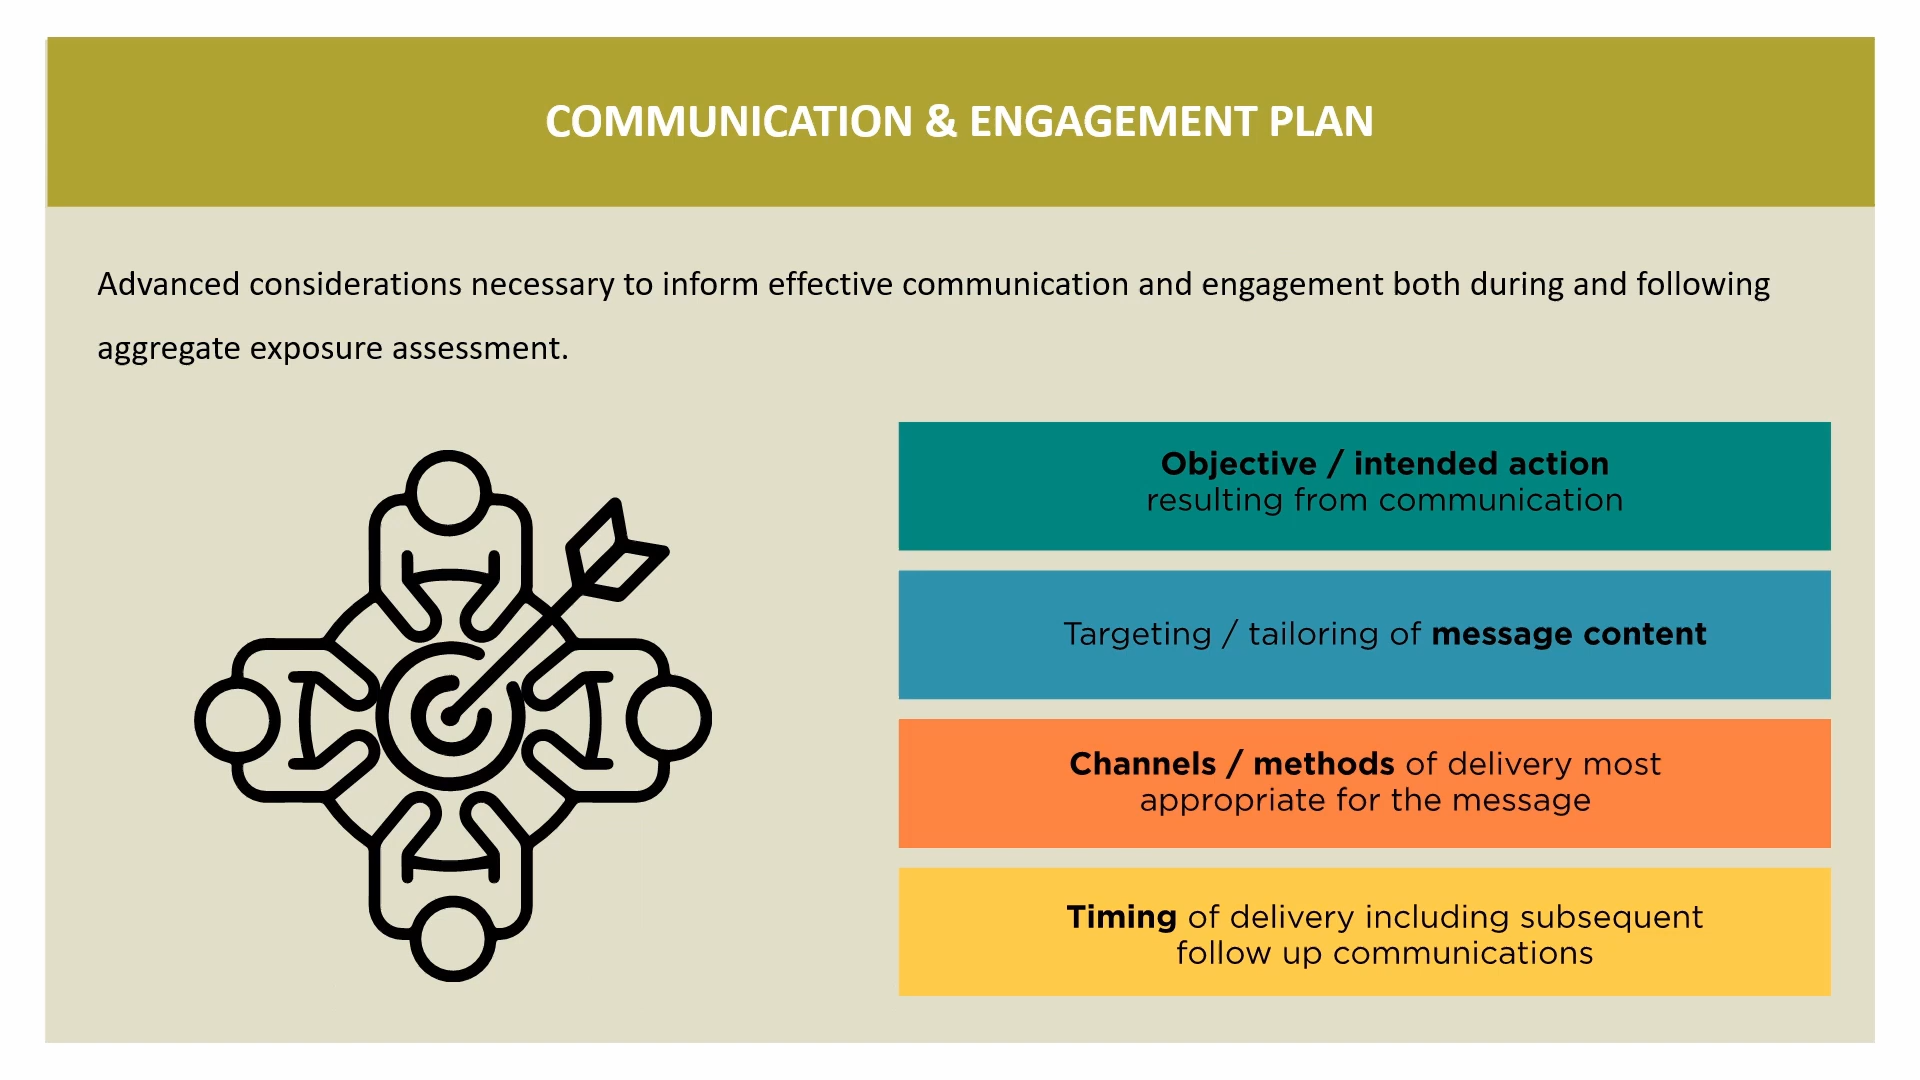 COMMUNICATION & ENGAGEMENT PLAN
Advanced considerations necessary to inform effective communication and engagement both during and following
aggregate exposure assessment.
Objective / intended action
resulting from communication
Targeting / tailoring of message content
Channels / methods of delivery most
appropriate for the message
Timing of delivery including subsequent
follow up communications